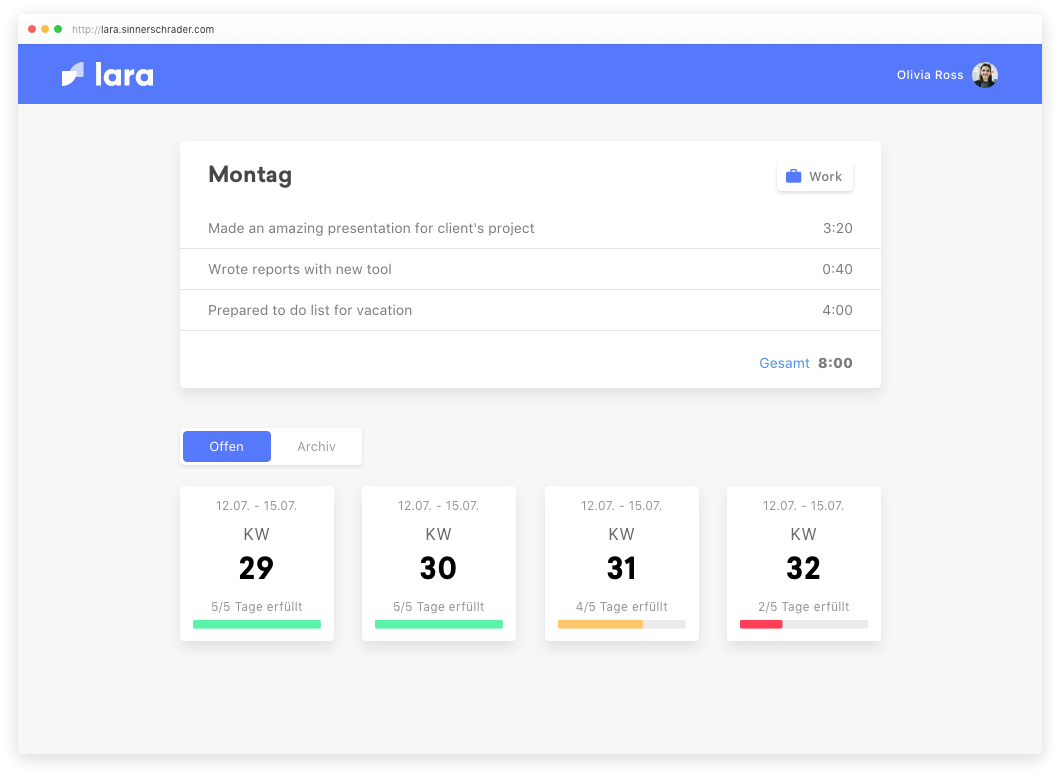 http://lara.sinnerschrader.com
lara
Olivia Ross
Montag
Work
Made an amazing presentation for client's project 3:20
Wrote reports with new tool 0:40
Prepared to do list for vacation 4:00
Gesamt 8:00
Offen Archiv
12.07. - 15.07.
KW
29
5/5 Tage erfüllt
12.07. - 15.07.
KW
30
5/5 Tage erfüllt
12.07. - 15.07.
KW
31
4/5 Tage erfüllt
12.07. - 15.07.
KW
32
2/5 Tage erfüllt